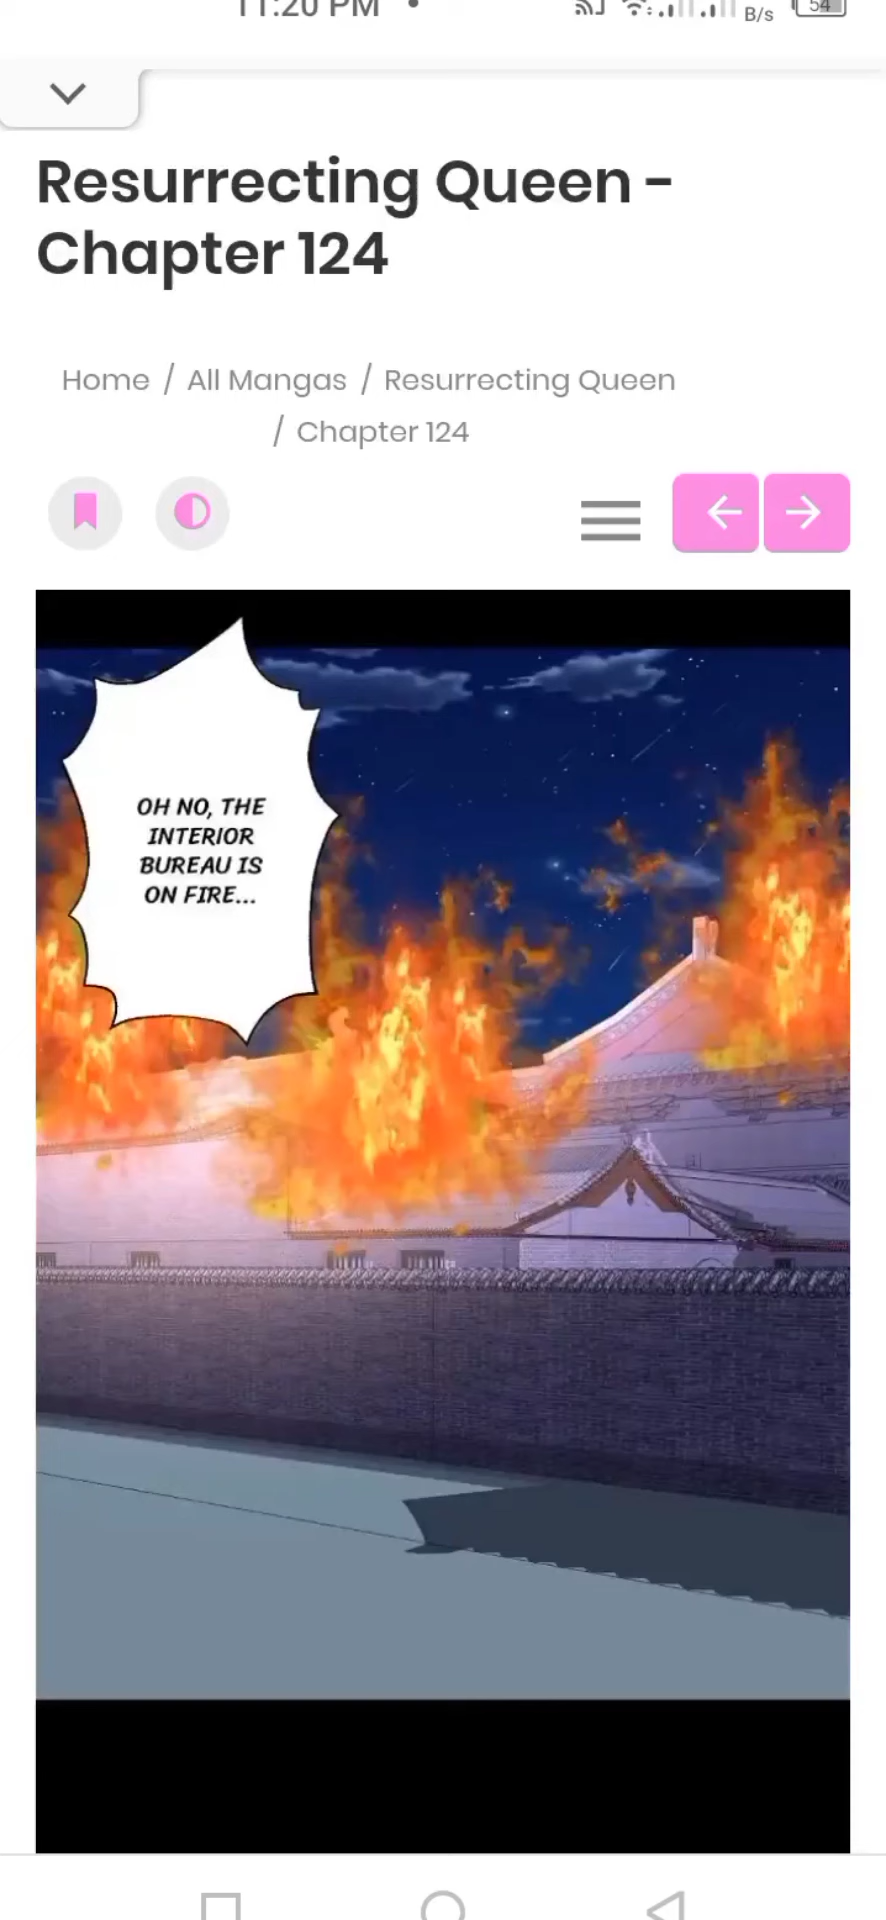 11:20 PM
B/s
54
Resurrecting Queen -
Chapter 124
Home / All Mangas / Resurrecting Queen
/ Chapter 124
OH NO, THE
INTERIOR
BUREAU IS
ON FIRE...